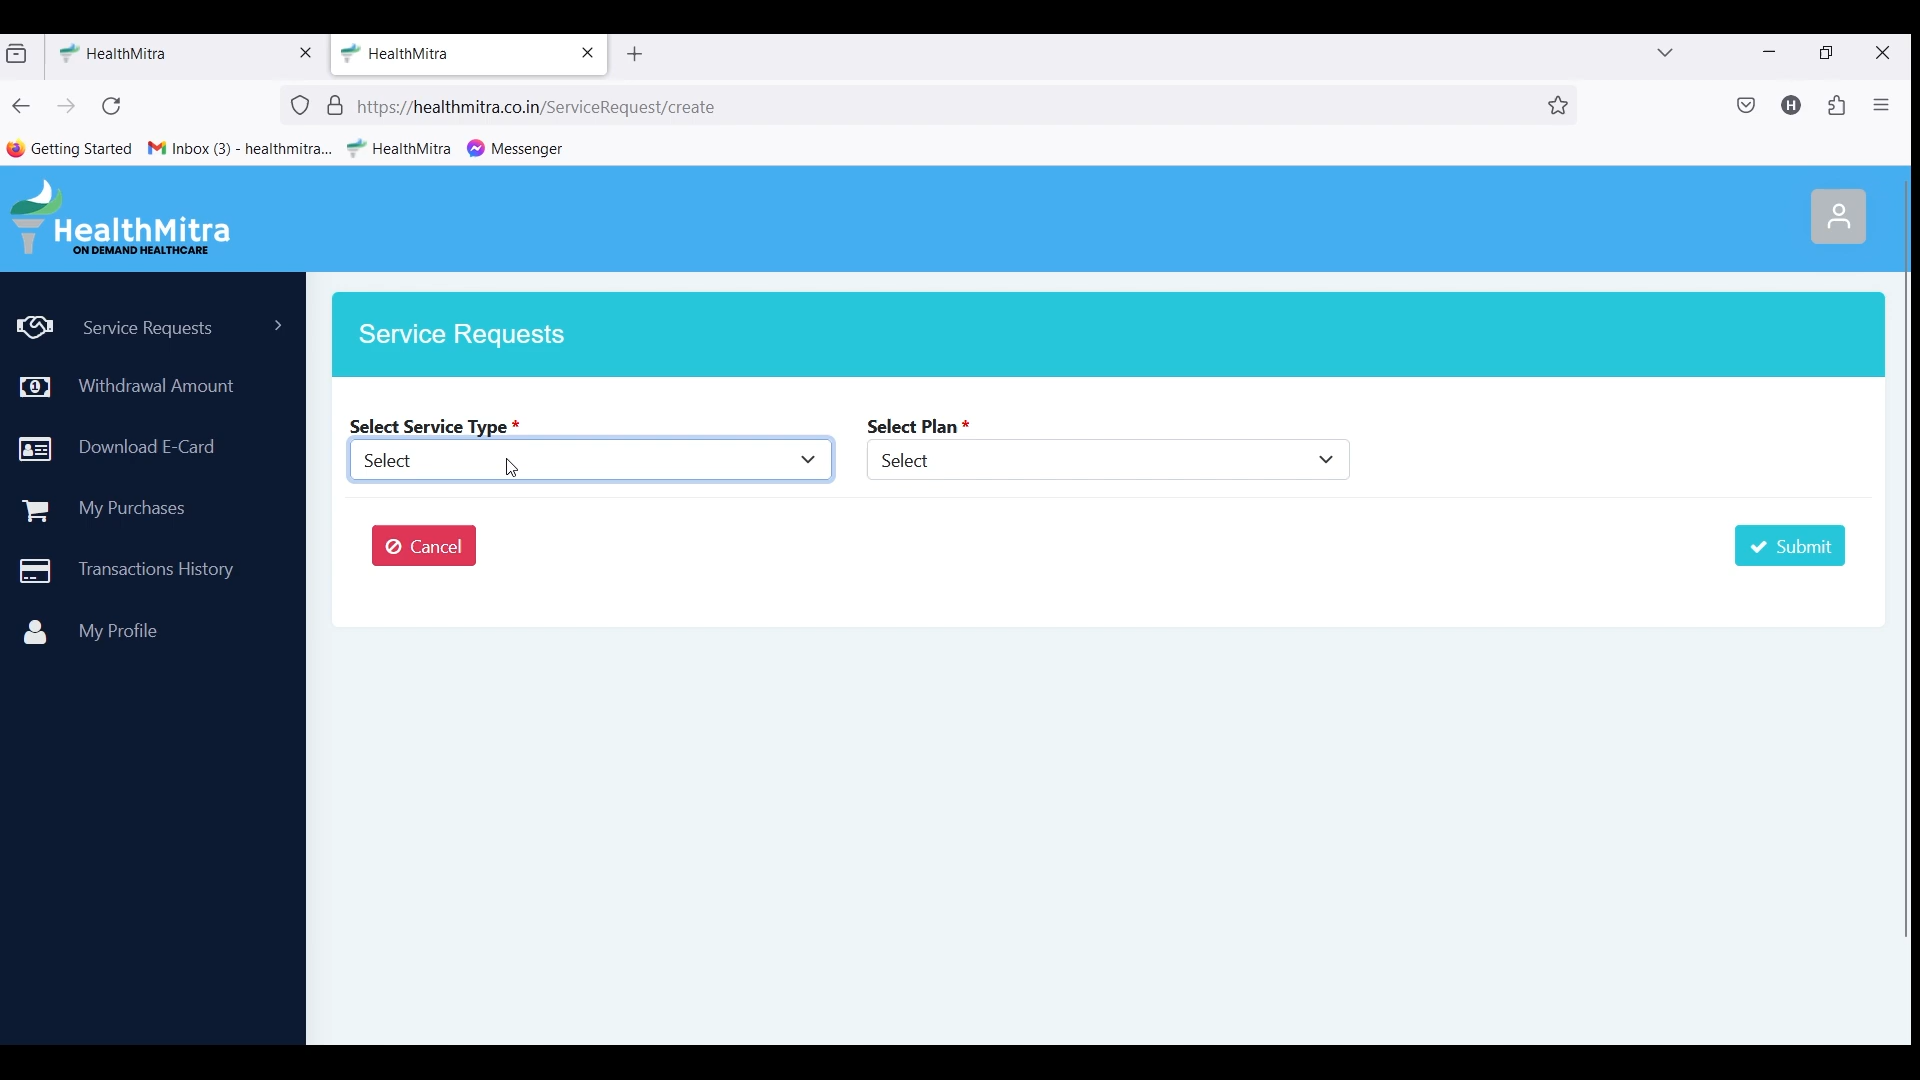 HealthMitra
HealthMitra
https://healthmitra.co.in/ServiceRequest/create
H
Getting Started
Inbox (3) - healthmitra...
HealthMitra
Messenger
HealthMitra
ON DEMAND HEALTHCARE
Service Requests
Withdrawal Amount
Download E-Card
My Purchases
Transactions History
My Profile
Service Requests
Select Service Type *
Select
Select Plan *
Select
Cancel
Submit